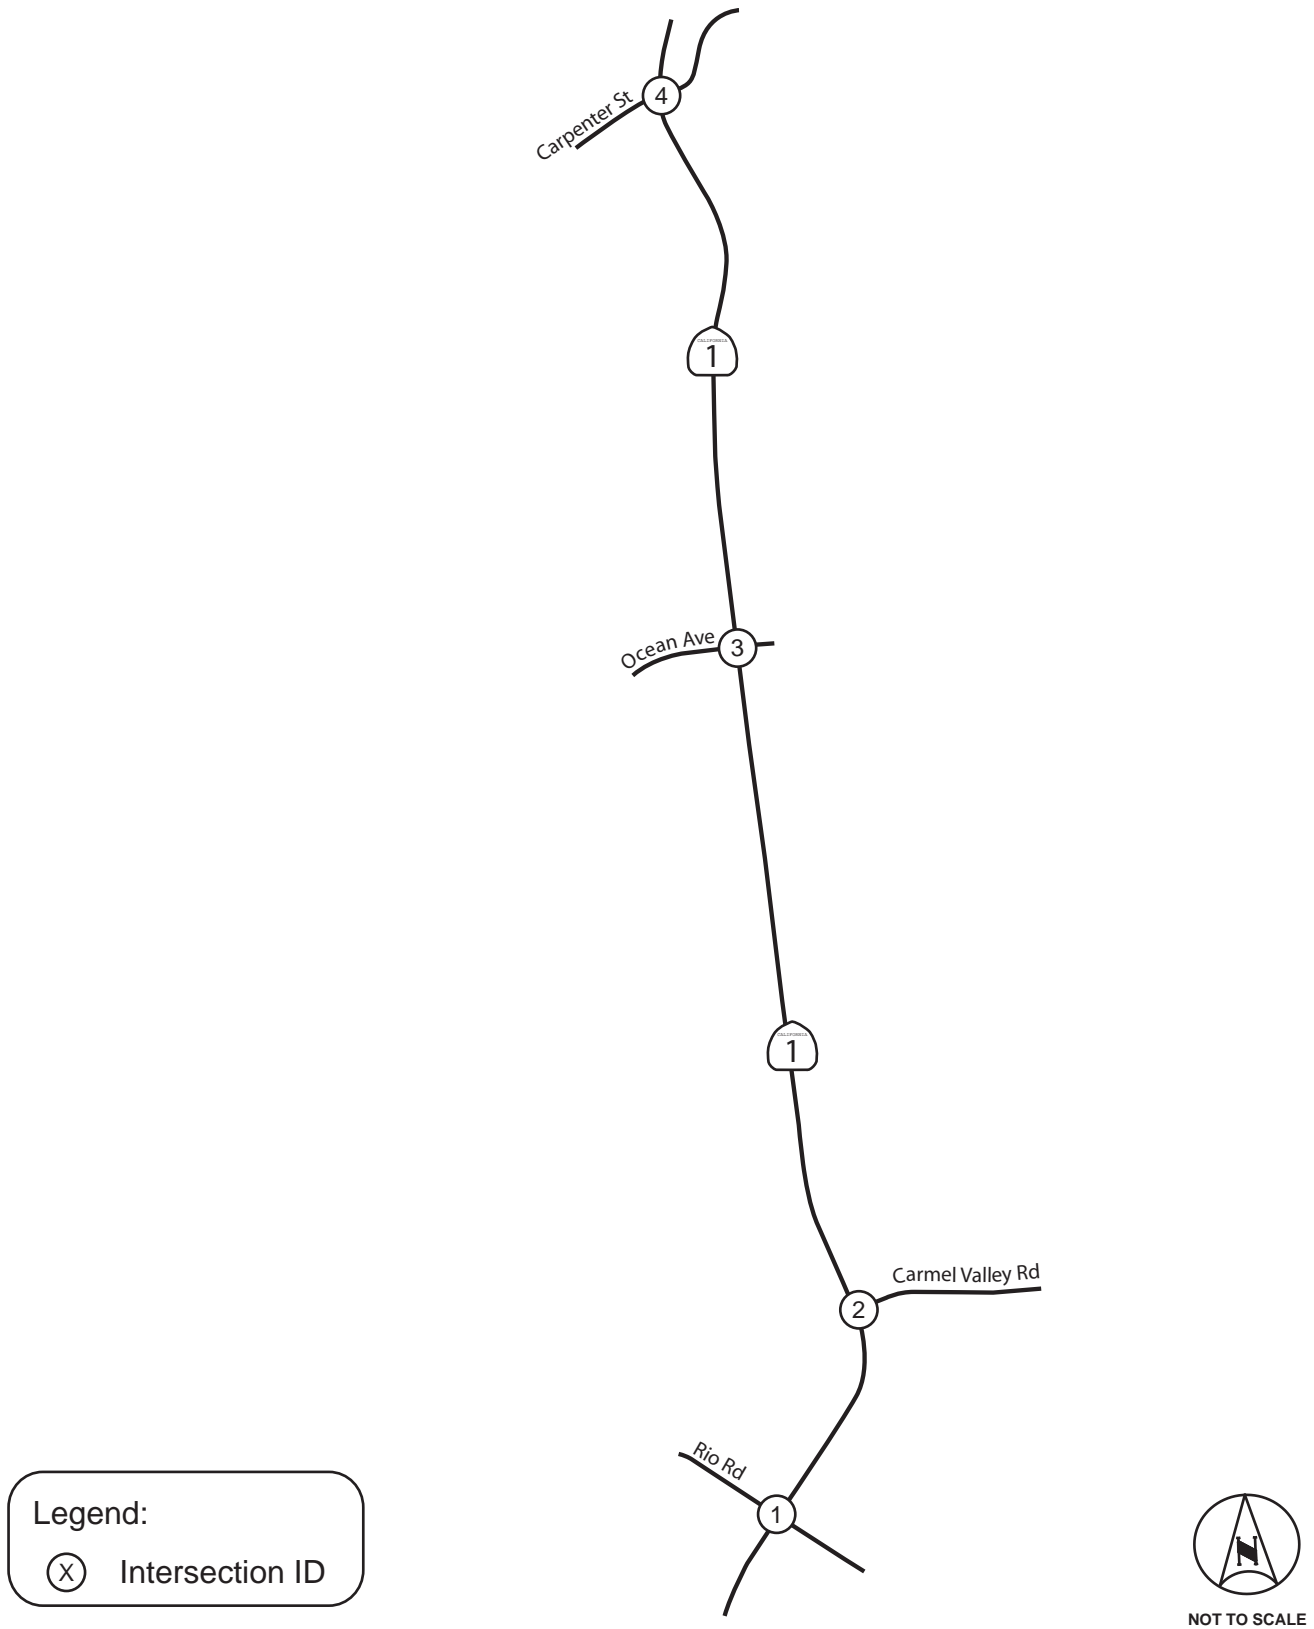 Carpenter St
4
CALIFORNIA
1
Ocean Ave
3
CALIFORNIA
1
Carmel Valley Rd
2
Rio Rd
1
Legend:
X Intersection ID
N
NOT TO SCALE